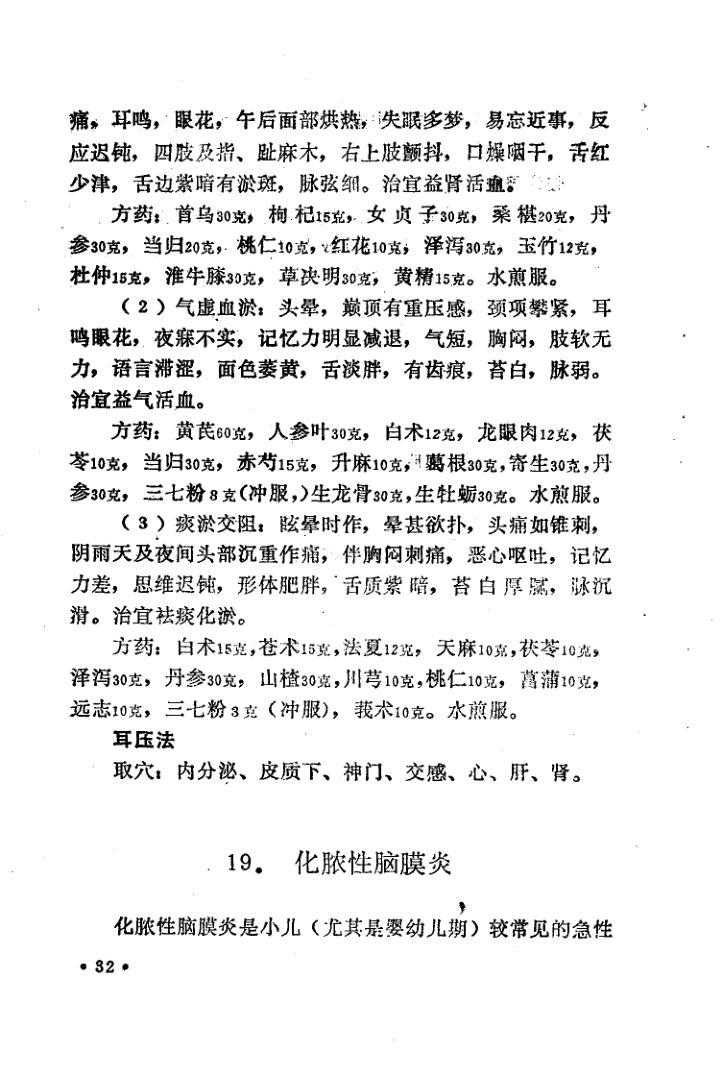 痛，耳鸣，眼花，午后面部烘热，失眠多梦，易忘近事，反
应迟钝，四肢及指、趾麻木，右上肢颤抖，口燥咽干，舌红
少津，舌边紫暗有淤斑，脉弦细。治宜益肾活血。
方药：首乌30克，枸杞15克，女贞子30克，桑椹20克，丹
参30克，当归20克，桃仁10克，红花10克，泽泻30克，玉竹12克，
杜仲15克，淮牛膝30克，草决明30克，黄精15克。水煎服。
（2）气虚血淤：头晕，巅顶有重压感，颈项攀紧，耳
鸣眼花，夜寐不实，记忆力明显减退，气短，胸闷，肢软无
力，语言滞涩，面色萎黄，舌淡胖，有齿痕，苔白，脉弱。
治宜益气活血。
方药：黄芪60克，人参叶30克，白术12克，龙眼肉12克，茯
苓10克，当归30克，赤芍15克，升麻10克，葛根30克，寄生30克，丹
参30克，三七粉8克(冲服，)生龙骨30克，生牡蛎30克。水煎服。
（3）痰淤交阻：眩晕时作，晕甚欲扑，头痛如锥刺，
阴雨天及夜间头部沉重作痛，伴胸闷刺痛，恶心呕吐，记忆
力差，思维迟钝，形体肥胖，舌质紫暗，苔白厚腻，脉沉
滑。治宜祛痰化淤。
方药：白术15克，苍术15克，法夏12克，天麻10克，茯苓10克，
泽泻30克，丹参30克，山楂30克，川芎10克，桃仁10克，菖蒲10克，
远志10克，三七粉3克（冲服），莪术10克。水煎服。
耳压法
取穴：内分泌、皮质下、神门、交感、心、肝、肾。
19. 化脓性脑膜炎
化脓性脑膜炎是小儿（尤其是婴幼儿期）较常见的急性
• 32 •